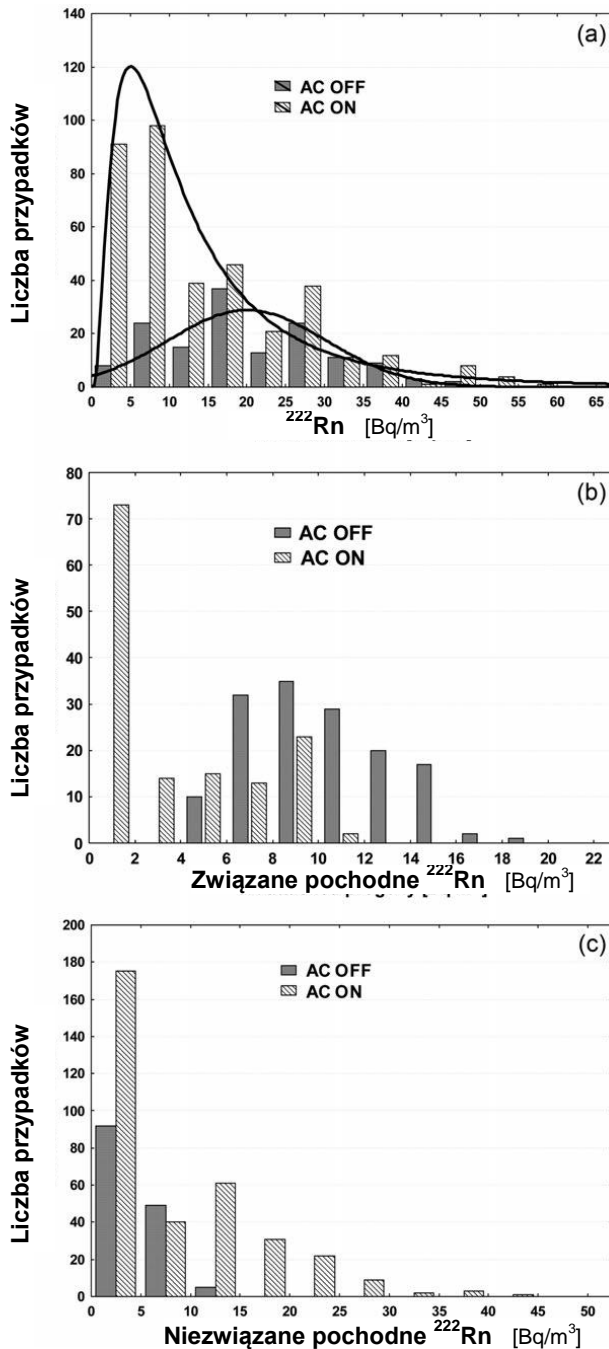 (a)
Liczba przypadków
140
120
100
80
60
40
20
0
AC OFF
AC ON
0 5 10 15 20 25 30 35 40 45 50 55 60 65
²²²Rn [Bq/m³]
(b)
Liczba przypadków
80
70
60
50
40
30
20
10
0
AC OFF
AC ON
0 2 4 6 8 10 12 14 16 18 20 22
Związane pochodne ²²²Rn [Bq/m³]
(c)
Liczba przypadków
200
180
160
140
120
100
80
60
40
20
0
AC OFF
AC ON
0 5 10 15 20 25 30 35 40 45 50
Niezwiązane pochodne ²²²Rn [Bq/m³]